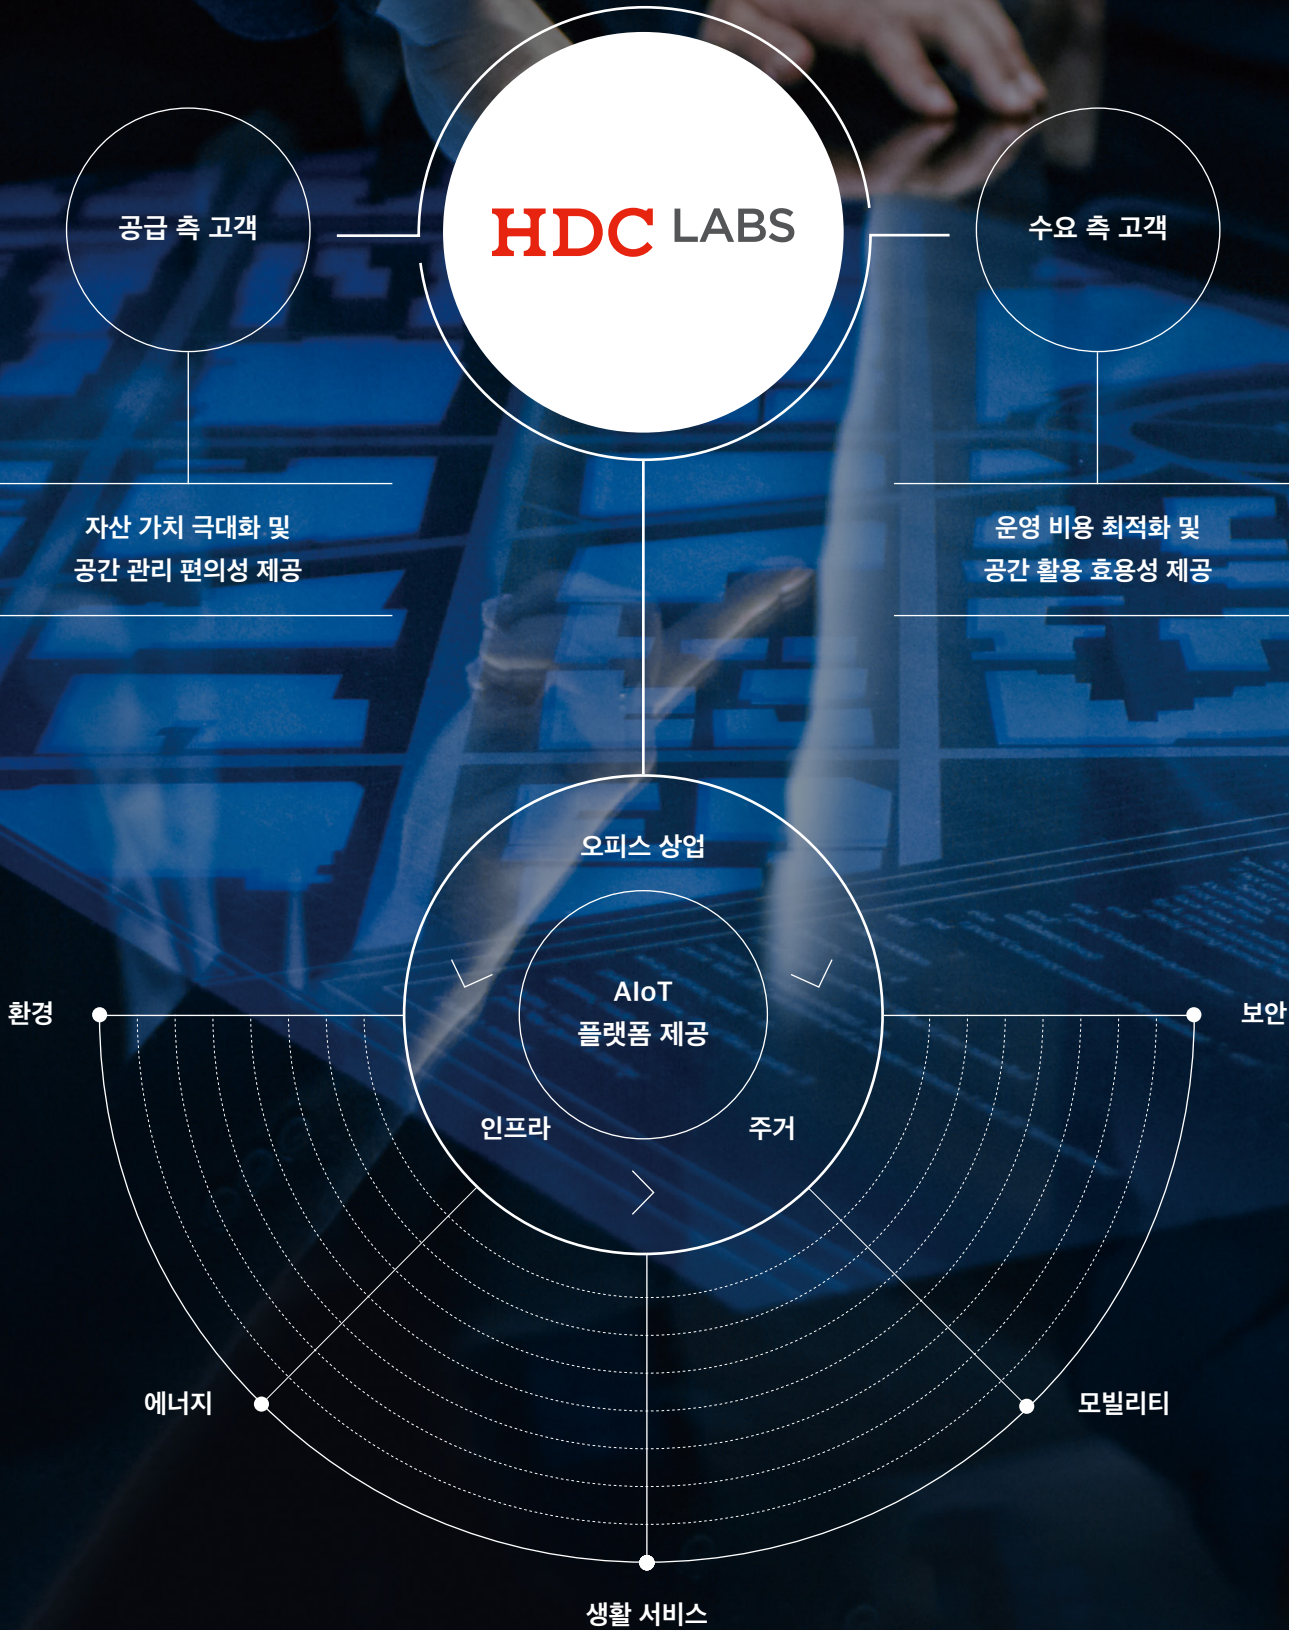 HDC LABS
공급 측 고객
수요 측 고객
자산 가치 극대화 및
공간 관리 편의성 제공
운영 비용 최적화 및
공간 활용 효용성 제공
오피스 상업
AIoT
플랫폼 제공
인프라
주거
환경
보안
에너지
모빌리티
생활 서비스